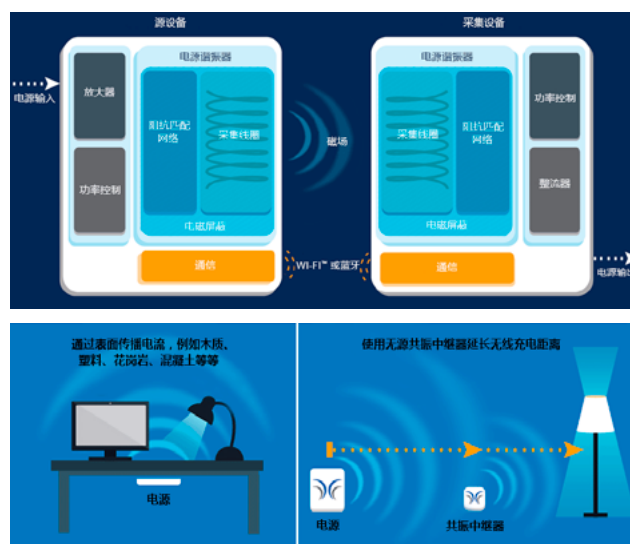 源设备
采集设备
电源输入
放大器
功率控制
电源谐振器
阻抗匹配
网络
采集线圈
电磁屏蔽
通信
磁场
WI-FI™ 或蓝牙
电源谐振器
采集线圈
阻抗匹配
网络
电磁屏蔽
通信
功率控制
整流器
电源输出
通过表面传播电流，例如木质、
塑料、花岗岩、混凝土等等
电源
使用无源共振中继器延长无线充电距离
电源
共振中继器